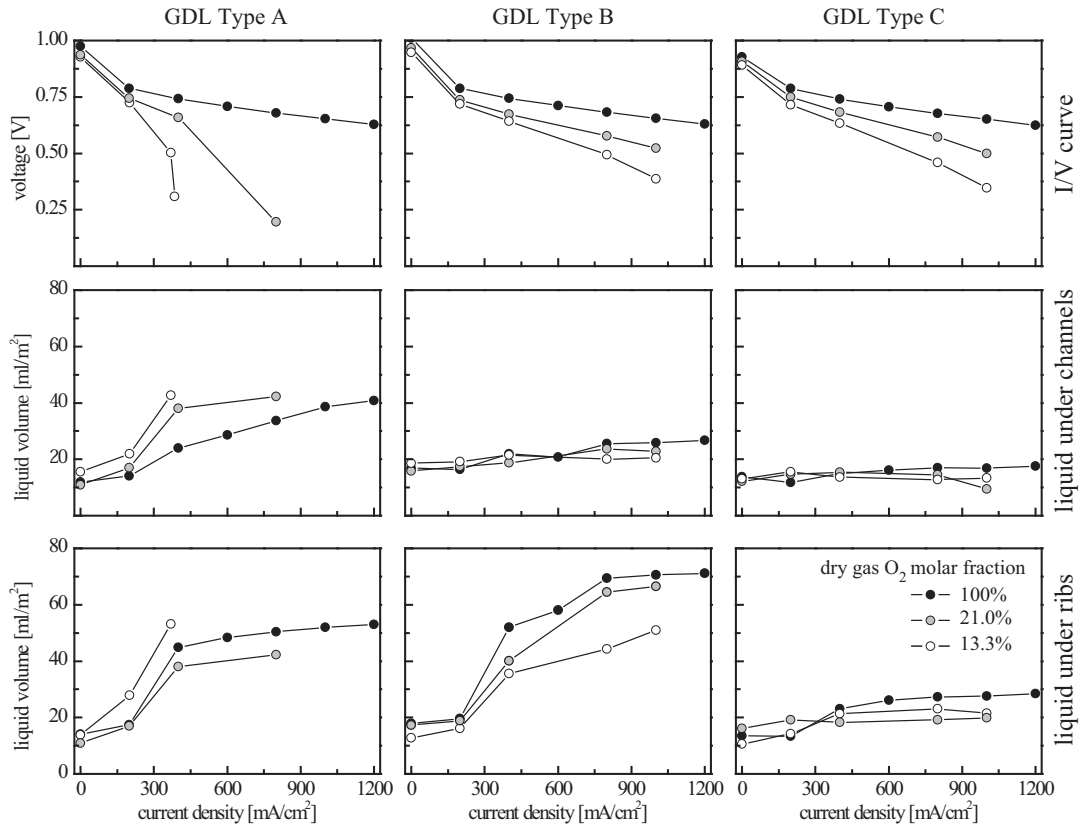 GDL Type A GDL Type B GDL Type C
1.00
0.75
0.50
0.25
voltage [V]
I/V curve
80
60
40
20
0
liquid volume [ml/m²]
liquid under channels
80
60
40
20
0
liquid volume [ml/m²]
liquid under ribs
dry gas O₂ molar fraction
100%
21.0%
13.3%
0 300 600 900 1200 0 300 600 900 1200 0 300 600 900 1200
current density [mA/cm²] current density [mA/cm²] current density [mA/cm²]